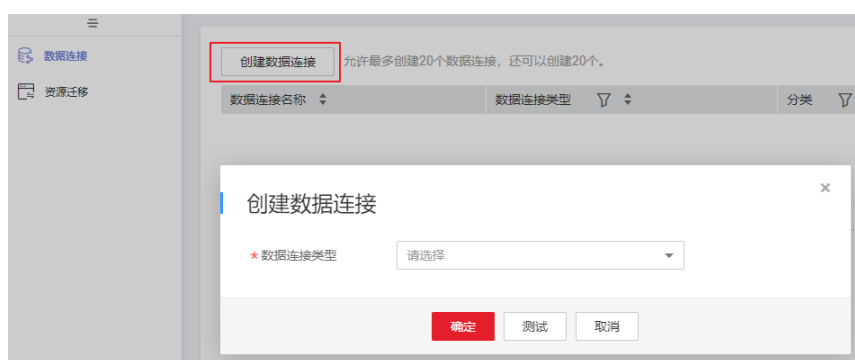 数据连接
资源迁移
创建数据连接 允许最多创建20个数据连接，还可以创建20个。
数据连接名称 数据连接类型 分类
创建数据连接
*数据连接类型 请选择
确定 测试 取消